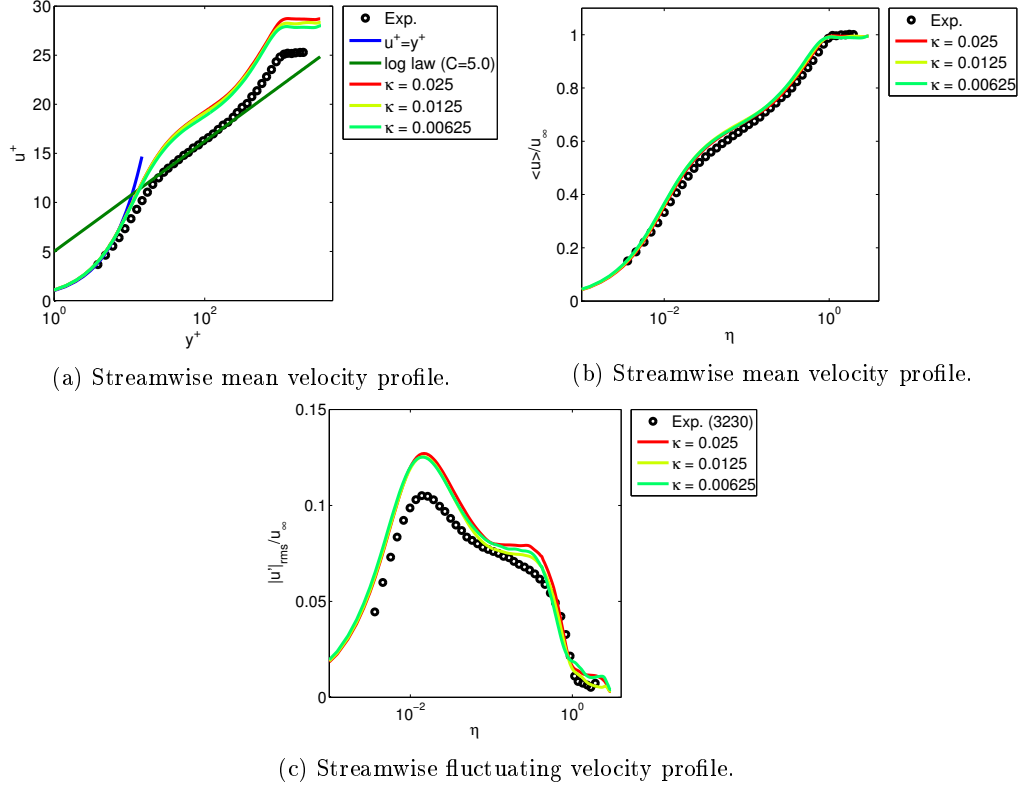 30
25
20
15
10
5
0
10^0
10^2
u^+
y^+
Exp.
u^+=y^+
log law (C=5.0)
κ = 0.025
κ = 0.0125
κ = 0.00625
(a) Streamwise mean velocity profile.
1
0.8
0.6
0.4
0.2
0
10^−2
10^0
<u>/u_∞
η
Exp.
κ = 0.025
κ = 0.0125
κ = 0.00625
(b) Streamwise mean velocity profile.
0.15
0.1
0.05
0
10^−2
10^0
|u'|_rms/u_∞
η
Exp. (3230)
κ = 0.025
κ = 0.0125
κ = 0.00625
(c) Streamwise fluctuating velocity profile.